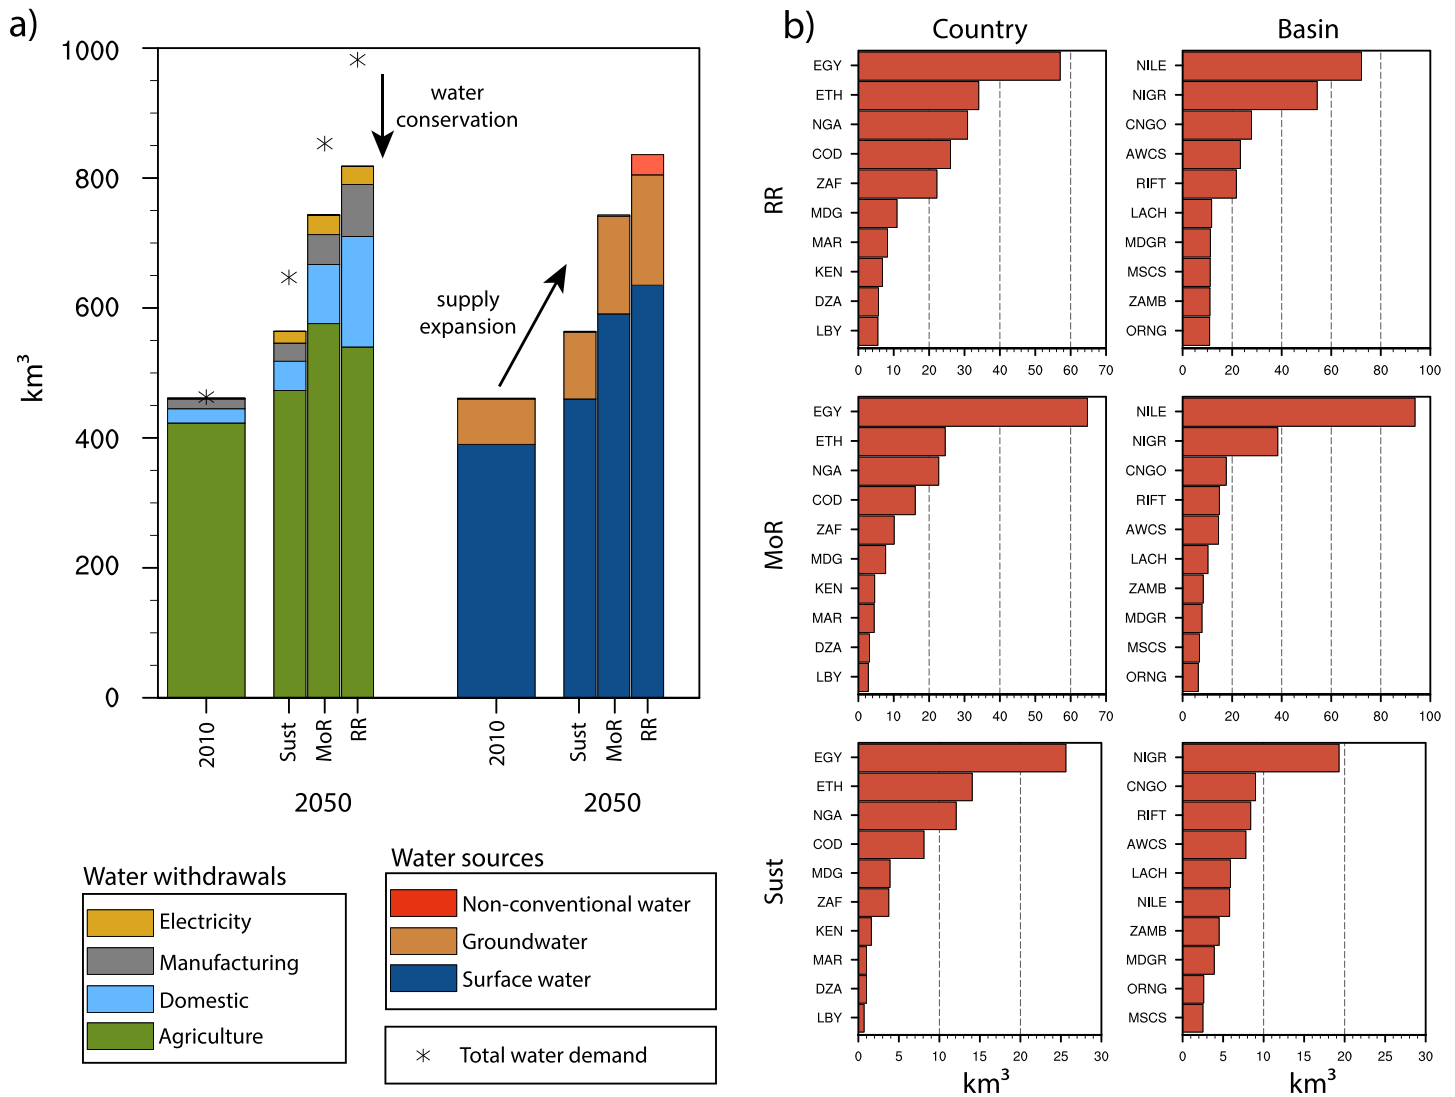 a)
1000
800
600
400
200
0
km³
water
conservation
supply
expansion
2010
Sust
MoR
RR
2050
2010
Sust
MoR
RR
2050
Water withdrawals
Electricity
Manufacturing
Domestic
Agriculture
Water sources
Non-conventional water
Groundwater
Surface water
Total water demand
b)
Country
Basin
RR
EGY
ETH
NGA
COD
ZAF
MDG
MAR
KEN
DZA
LBY
0 10 20 30 40 50 60 70
NILE
NIGR
CNGO
AWCS
RIFT
LACH
MDGR
MSCS
ZAMB
ORNG
0 20 40 60 80 100
MoR
EGY
ETH
NGA
COD
ZAF
MDG
KEN
MAR
DZA
LBY
0 10 20 30 40 50 60 70
NILE
NIGR
CNGO
RIFT
AWCS
LACH
ZAMB
MDGR
MSCS
ORNG
0 20 40 60 80 100
Sust
EGY
ETH
NGA
COD
MDG
ZAF
KEN
MAR
DZA
LBY
0 5 10 15 20 25 30
km³
NIGR
CNGO
RIFT
AWCS
LACH
NILE
ZAMB
MDGR
ORNG
MSCS
0 10 20 30
km³